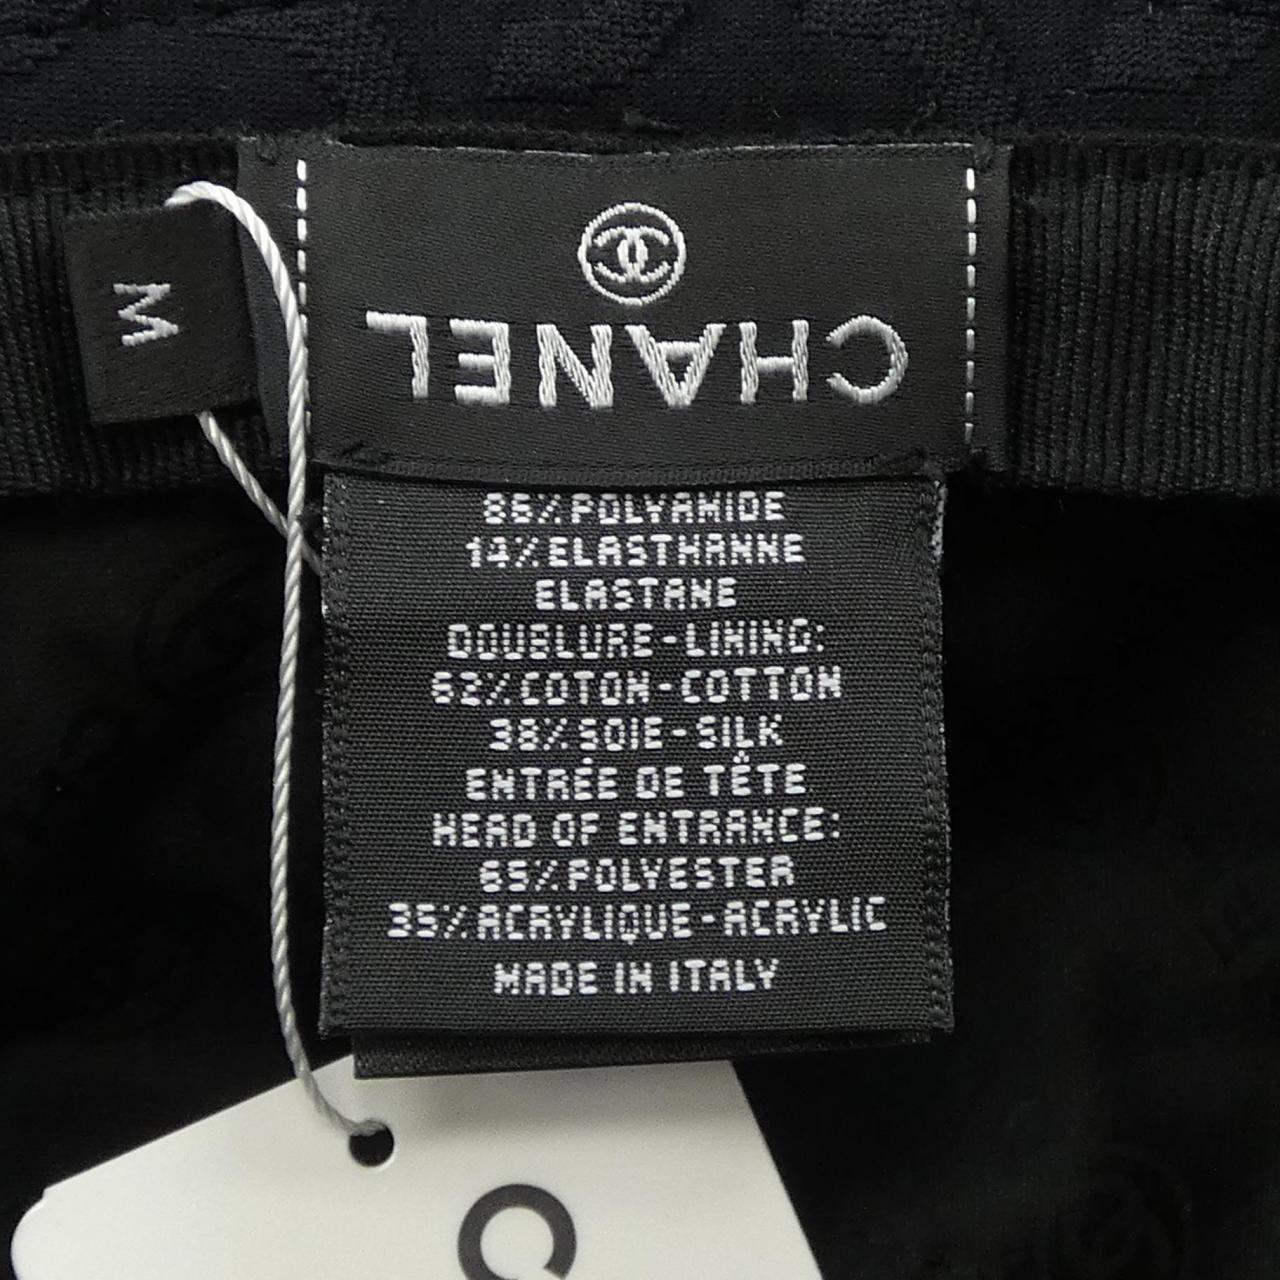 M
CHANEL
86% POLYAMIDE
14% ELASTHANNE
ELASTANE
DOUBLURE-LINING:
62% COTON-COTTON
38% SOIE-SILK
ENTRÉE DE TÊTE
HEAD OF ENTRANCE:
65% POLYESTER
35% ACRYLIQUE-ACRYLIC
MADE IN ITALY
C